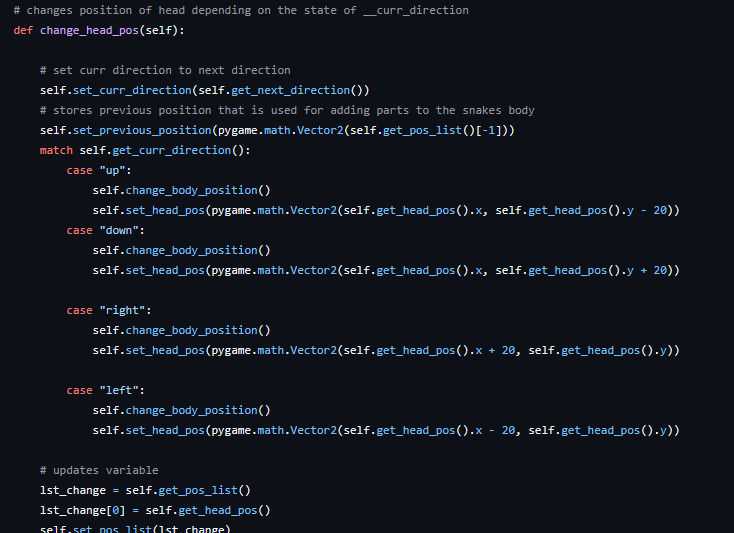 # changes position of head depending on the state of __curr_direction
def change_head_pos(self):
# set curr direction to next direction
self.set_curr_direction(self.get_next_direction())
# stores previous position that is used for adding parts to the snakes body
self.set_previous_position(pygame.math.Vector2(self.get_pos_list()[-1]))
match self.get_curr_direction():
case "up":
self.change_body_position()
self.set_head_pos(pygame.math.Vector2(self.get_head_pos().x, self.get_head_pos().y - 20))
case "down":
self.change_body_position()
self.set_head_pos(pygame.math.Vector2(self.get_head_pos().x, self.get_head_pos().y + 20))
case "right":
self.change_body_position()
self.set_head_pos(pygame.math.Vector2(self.get_head_pos().x + 20, self.get_head_pos().y))
case "left":
self.change_body_position()
self.set_head_pos(pygame.math.Vector2(self.get_head_pos().x - 20, self.get_head_pos().y))
# updates variable
lst_change = self.get_pos_list()
lst_change[0] = self.get_head_pos()
self.set_pos_list(lst_change)